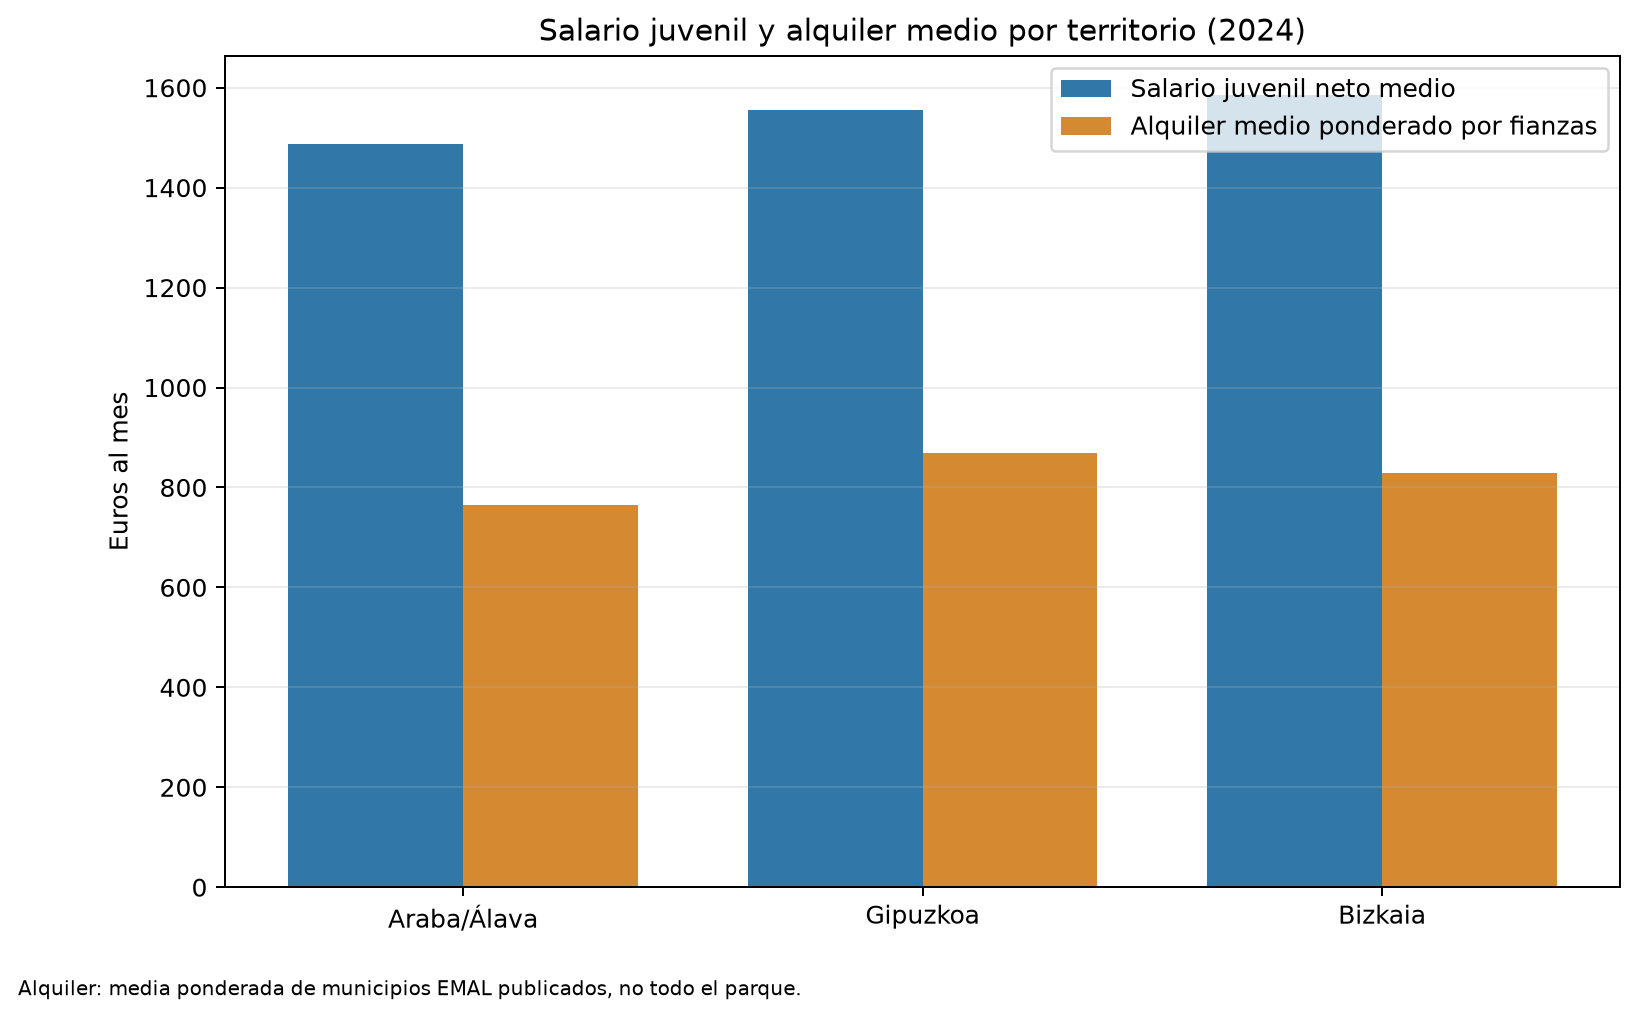 Salario juvenil y alquiler medio por territorio (2024)
Salario juvenil neto medio
Alquiler medio ponderado por fianzas
Euros al mes
1600
1400
1200
1000
800
600
400
200
0
Araba/Álava
Gipuzkoa
Bizkaia
Alquiler: media ponderada de municipios EMAL publicados, no todo el parque.